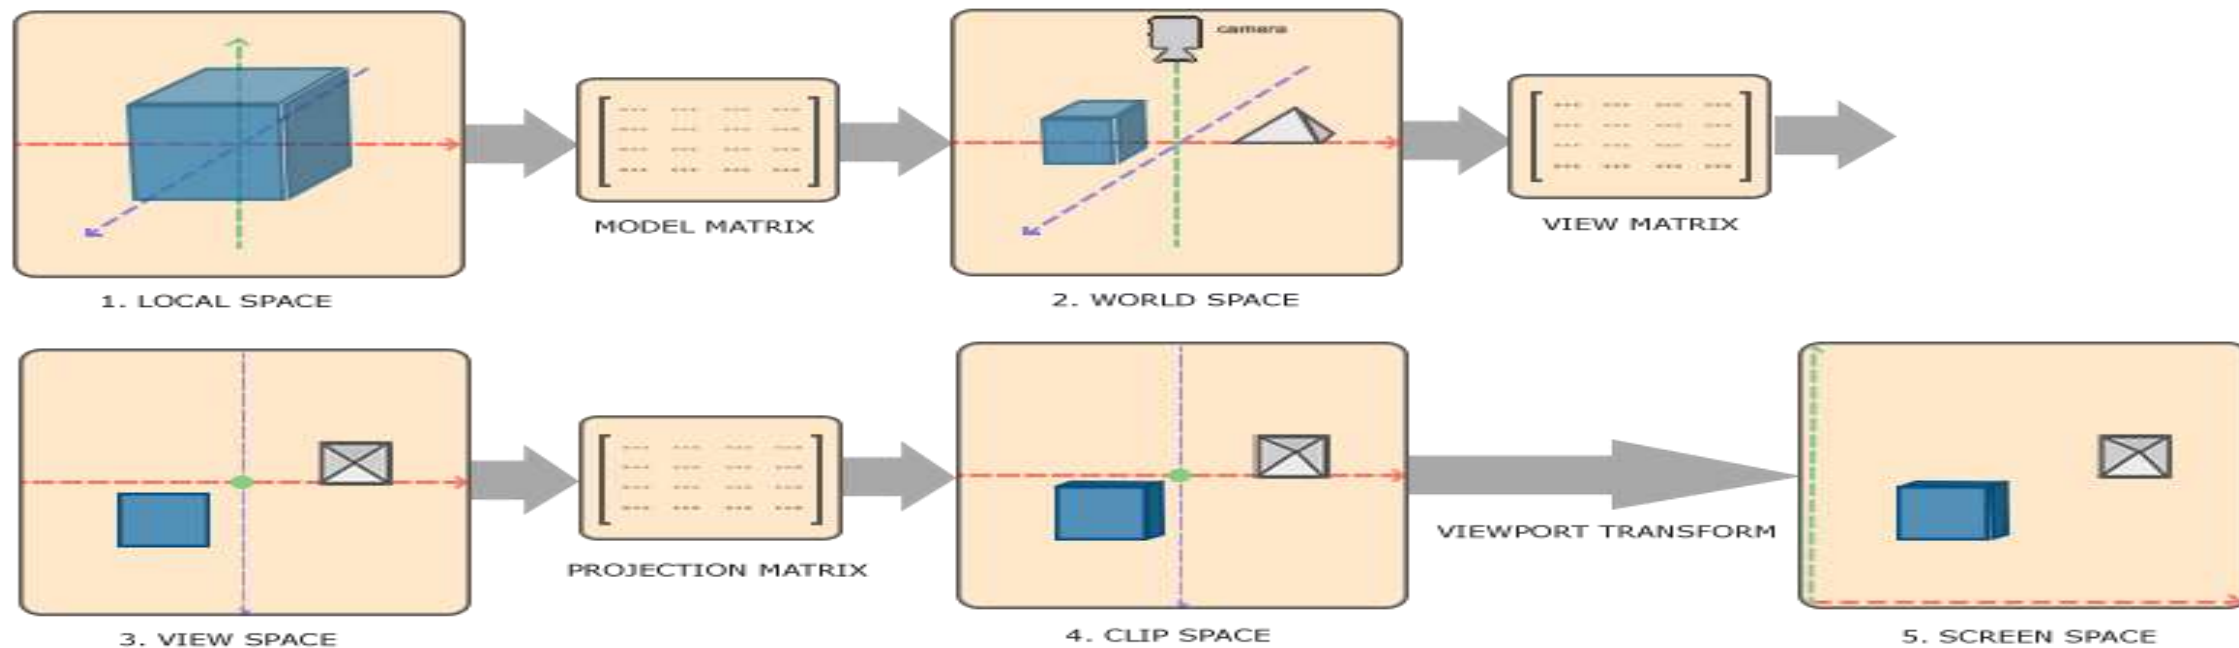 camera
MODEL MATRIX
VIEW MATRIX
1. LOCAL SPACE
2. WORLD SPACE
PROJECTION MATRIX
VIEWPORT TRANSFORM
3. VIEW SPACE
4. CLIP SPACE
5. SCREEN SPACE